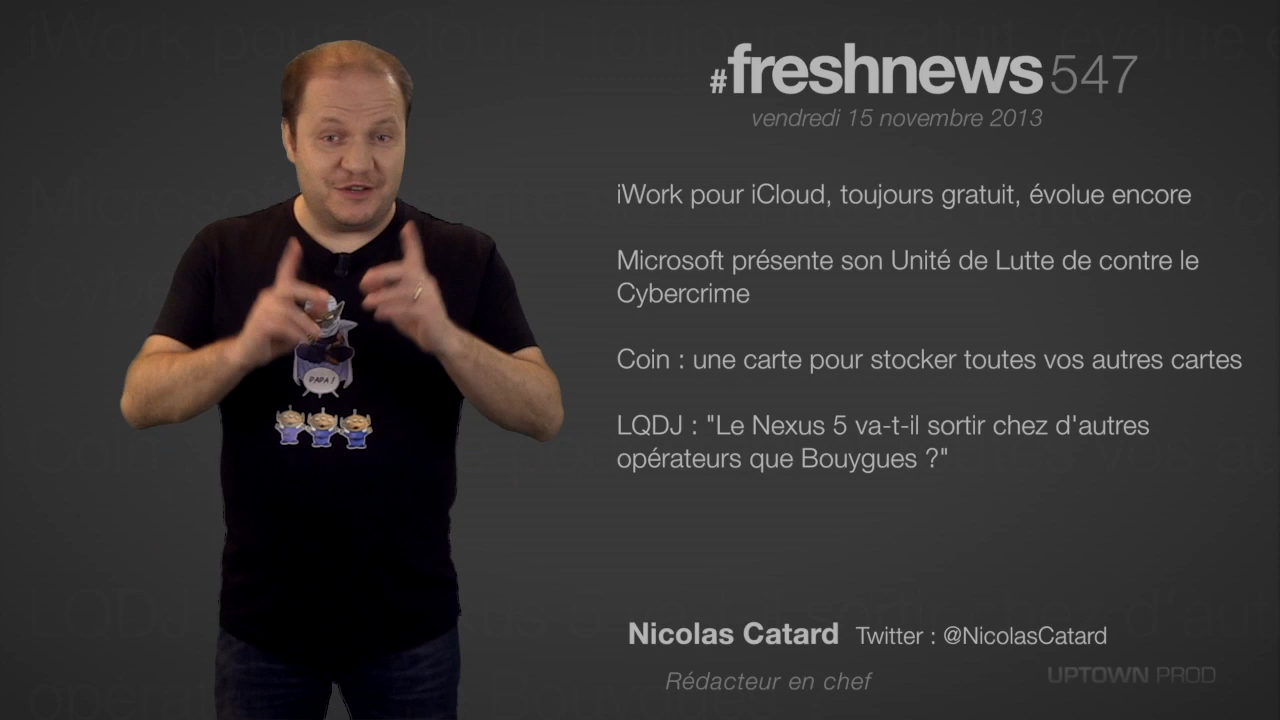 #freshnews 547
vendredi 15 novembre 2013
iWork pour iCloud, toujours gratuit, évolue encore
Microsoft présente son Unité de Lutte de contre le
Cybercrime
Coin : une carte pour stocker toutes vos autres cartes
LQDJ : "Le Nexus 5 va-t-il sortir chez d'autres
opérateurs que Bouygues ?"
PAPA !
Nicolas Catard Twitter : @NicolasCatard
Rédacteur en chef
UPTOWN PROD